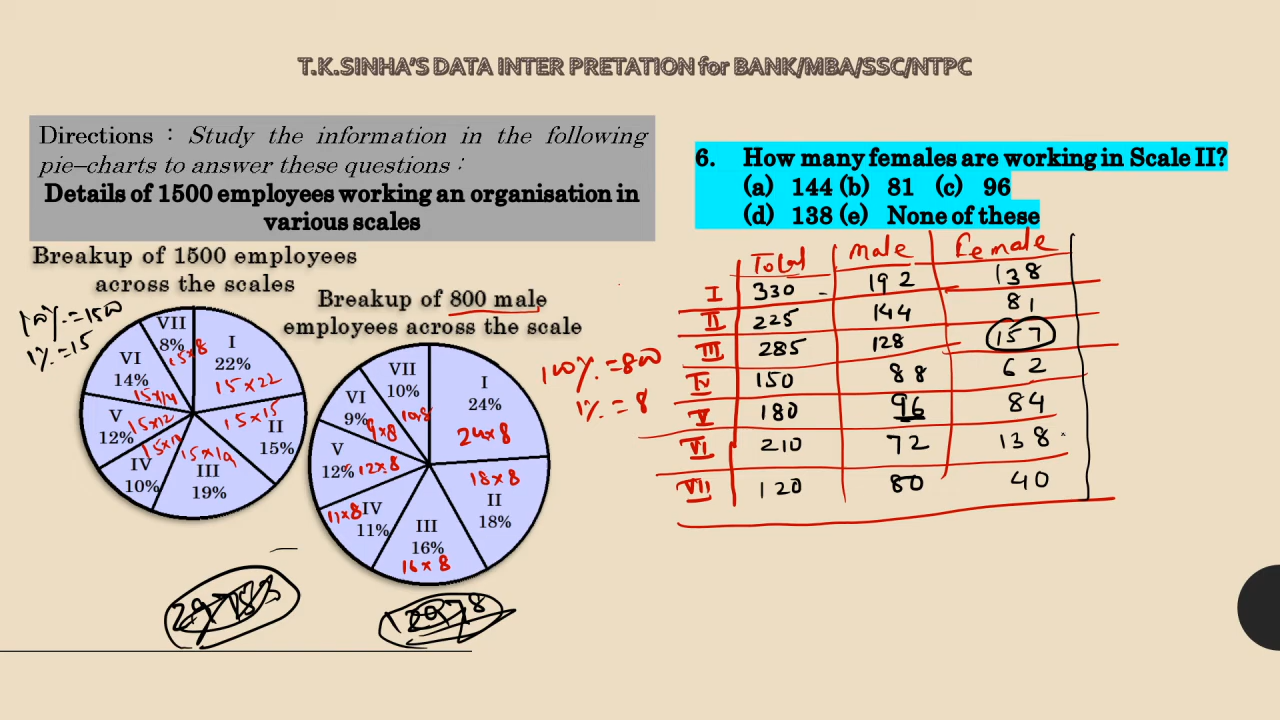 T.K.SINHA'S DATA INTER PRETATION for BANK/MBA/SSC/NTPC
Directions : Study the information in the following
pie–charts to answer these questions :
Details of 1500 employees working an organisation in
various scales
Breakup of 1500 employees
across the scales
100% = 1500
1% = 15
I
22%
15 × 22
II
15%
15 × 15
III
19%
15 × 19
IV
10%
V
12%
15 × 12
VI
14%
15 × 14
VII
8%
15 × 8
Breakup of 800 male
employees across the scale
100% = 800
1% = 8
I
24%
24 × 8
II
18%
18 × 8
III
16%
16 × 8
IV
11%
11 × 8
V
12%
12 × 8
VI
9%
9 × 8
VII
10%
6. How many females are working in Scale II?
(a) 144 (b) 81 (c) 96
(d) 138 (e) None of these
Total Male Female
I 330 192 138
II 225 144 81
III 285 128 157
IV 150 88 62
V 180 96 84
VI 210 72 138
VII 120 80 40